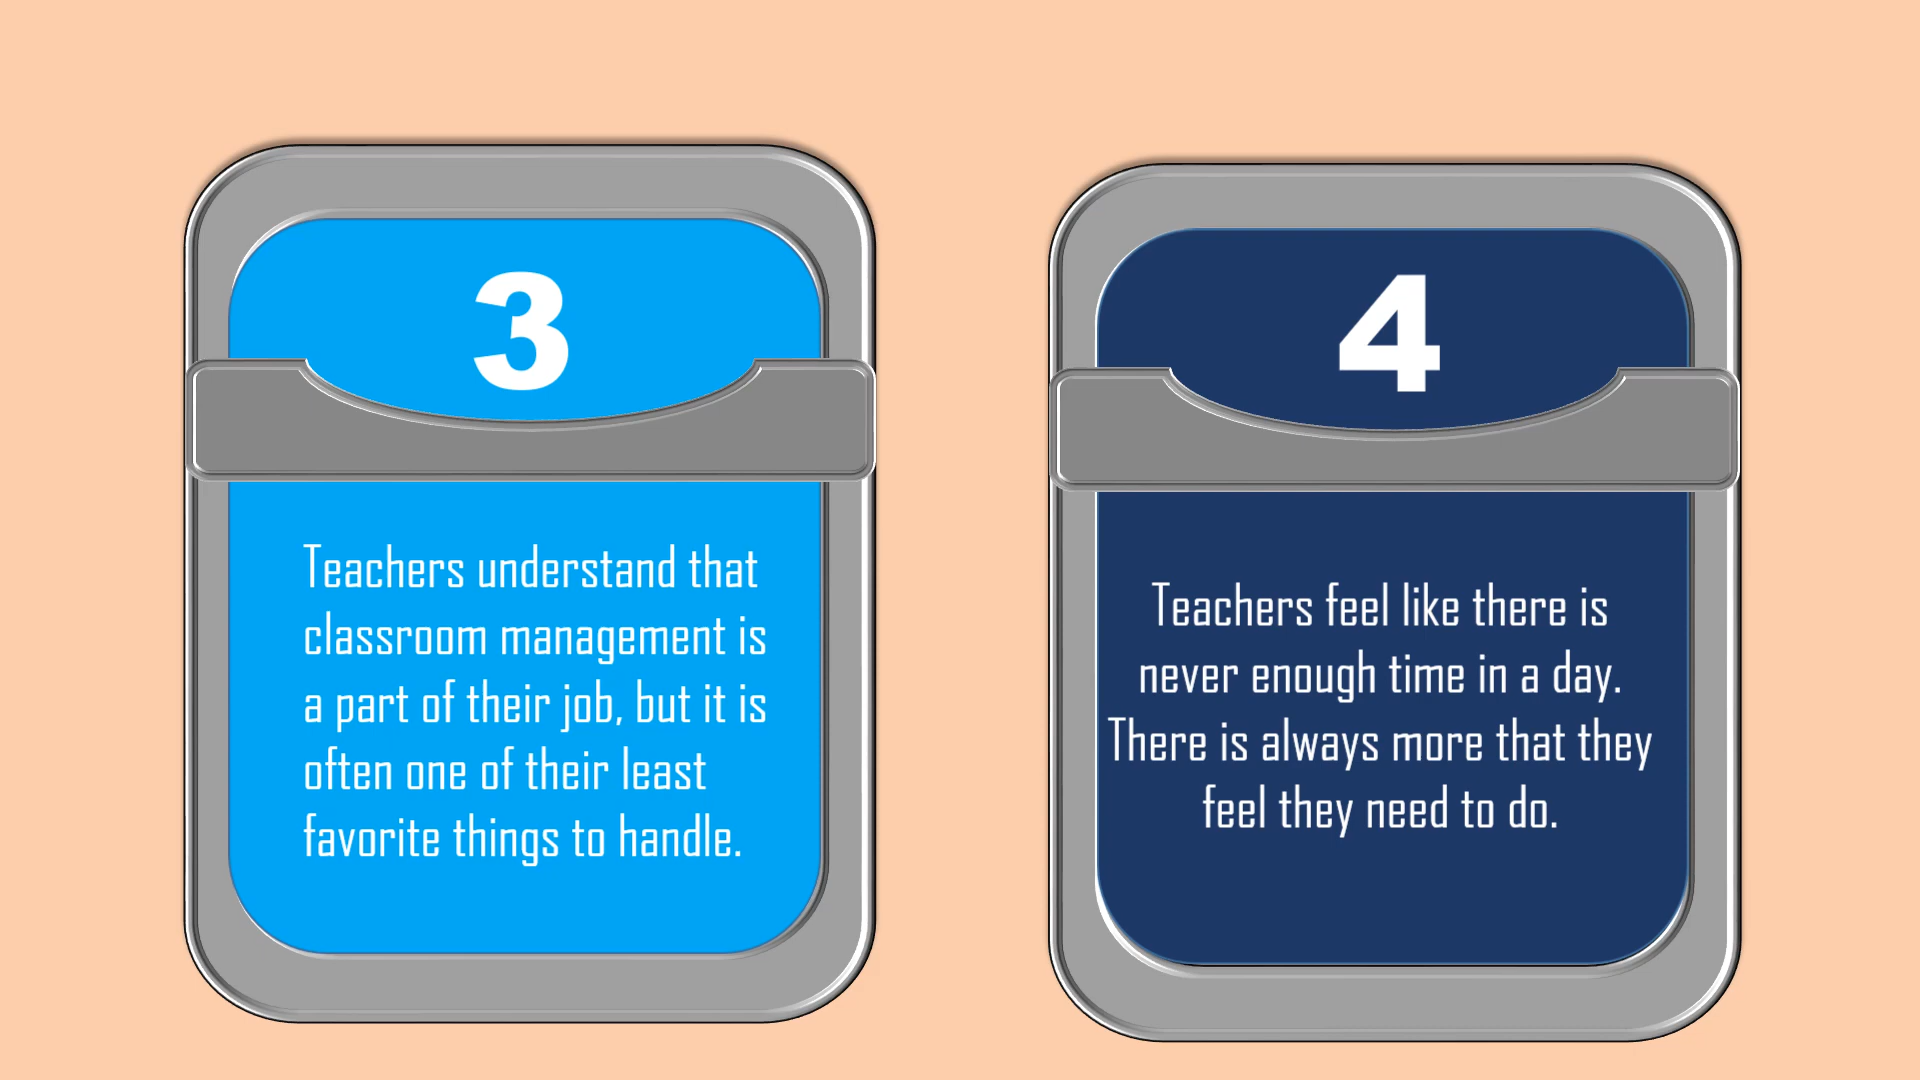 3
Teachers understand that
classroom management is
a part of their job, but it is
often one of their least
favorite things to handle.
4
Teachers feel like there is
never enough time in a day.
There is always more that they
feel they need to do.